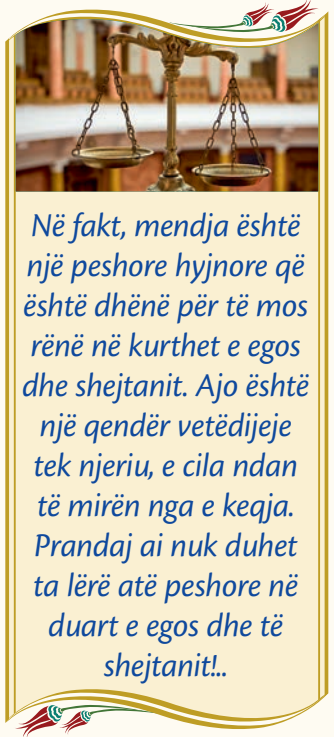 Në fakt, mendja është
një peshore hyjnore që
është dhënë për të mos
rënë në kurthet e egos
dhe shejtanit. Ajo është
një qendër vetëdijeje
tek njeriu, e cila ndan
të mirën nga e keqja.
Prandaj ai nuk duhet
ta lërë atë peshore në
duart e egos dhe të
shejtanit!..